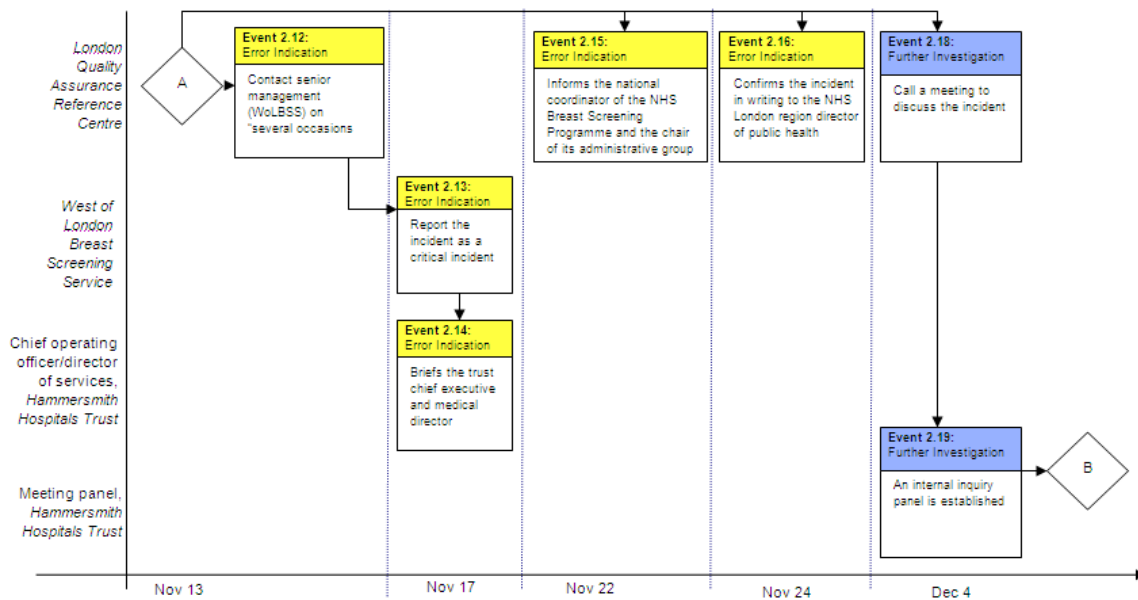 London
Quality
Assurance
Reference
Centre
A
Event 2.12:
Error Indication
Contact senior
management
(WoLBSS) on
"several occasions
Event 2.15:
Error Indication
Informs the national
coordinator of the NHS
Breast Screening
Programme and the chair
of its administrative group
Event 2.16:
Error Indication
Confirms the incident
in writing to the NHS
London region director
of public health
Event 2.18:
Further Investigation
Call a meeting to
discuss the incident
West of
London
Breast
Screening
Service
Event 2.13:
Error Indication
Report the
incident as a
critical incident
Chief operating
officer/director
of services,
Hammersmith
Hospitals Trust
Event 2.14:
Error Indication
Briefs the trust
chief executive
and medical
director
Meeting panel,
Hammersmith
Hospitals Trust
Event 2.19:
Further Investigation
An internal inquiry
panel is established
B
Nov 13
Nov 17
Nov 22
Nov 24
Dec 4